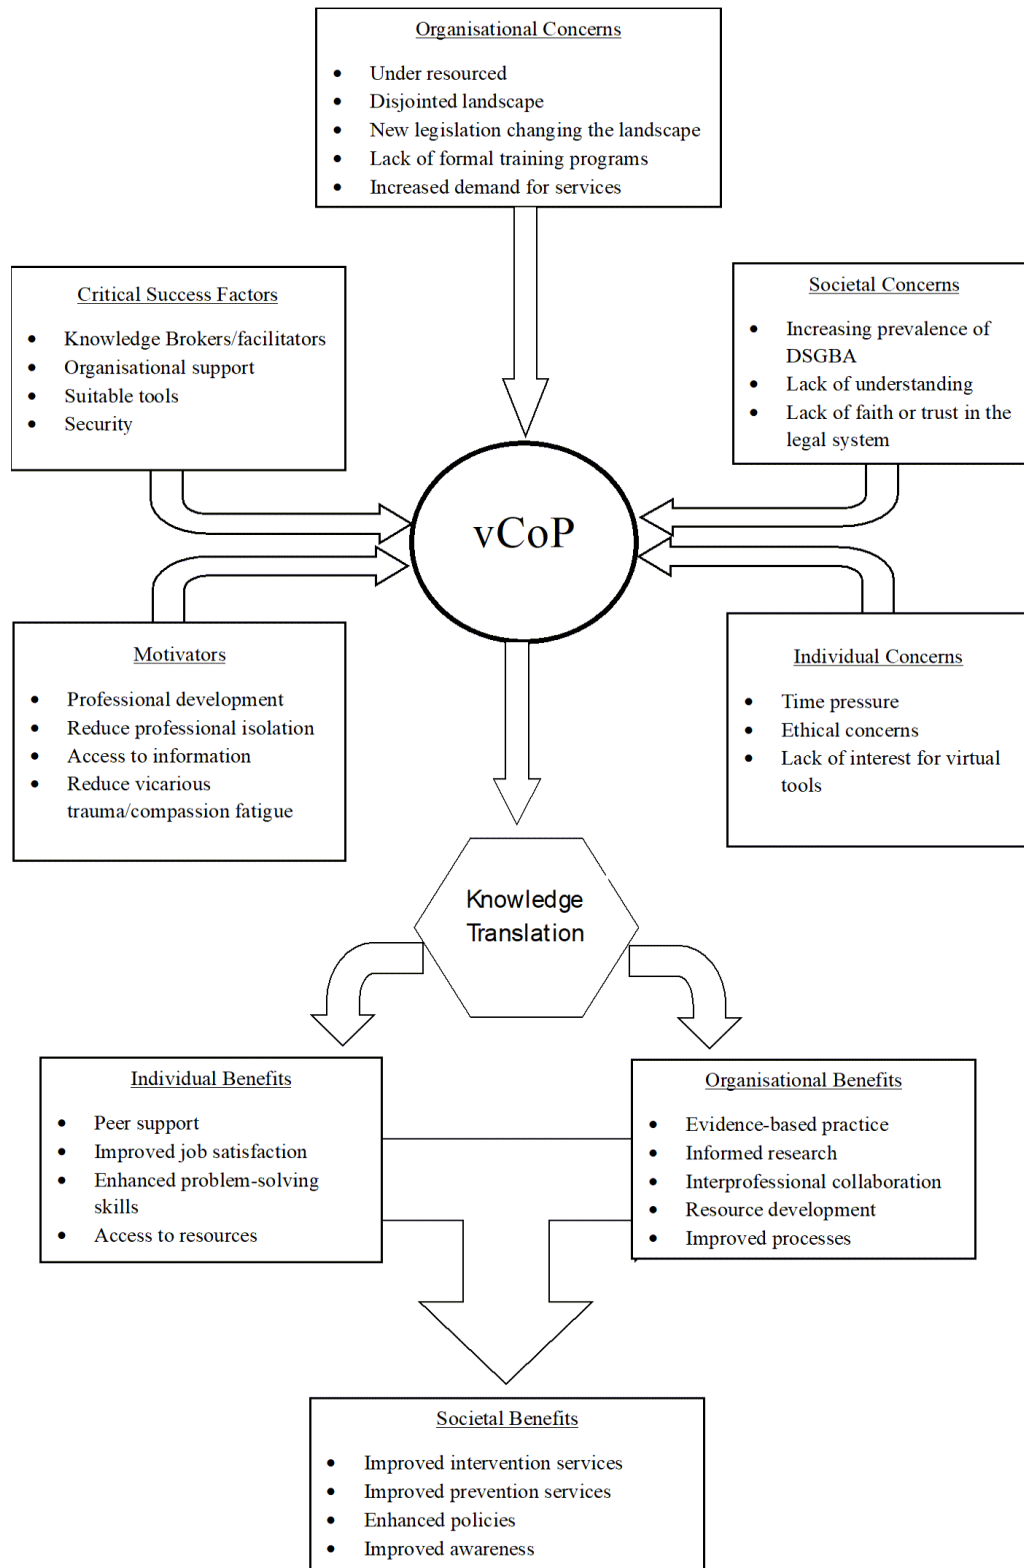 Organisational Concerns
• Under resourced
• Disjointed landscape
• New legislation changing the landscape
• Lack of formal training programs
• Increased demand for services
Critical Success Factors
• Knowledge Brokers/facilitators
• Organisational support
• Suitable tools
• Security
Societal Concerns
• Increasing prevalence of
DSGBA
• Lack of understanding
• Lack of faith or trust in the
legal system
vCoP
Motivators
• Professional development
• Reduce professional isolation
• Access to information
• Reduce vicarious
trauma/compassion fatigue
Individual Concerns
• Time pressure
• Ethical concerns
• Lack of interest for virtual
tools
Knowledge
Translation
Individual Benefits
• Peer support
• Improved job satisfaction
• Enhanced problem-solving
skills
• Access to resources
Organisational Benefits
• Evidence-based practice
• Informed research
• Interprofessional collaboration
• Resource development
• Improved processes
Societal Benefits
• Improved intervention services
• Improved prevention services
• Enhanced policies
• Improved awareness